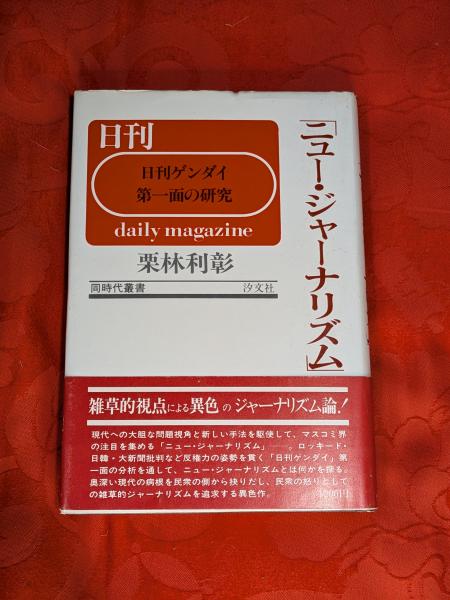 「ニュー・ジャーナリズム」
日刊
日刊ゲンダイ
第一面の研究
daily magazine
栗林利彰
同時代叢書 汐文社
雑草的視点による異色のジャーナリズム論!
現代への大胆な問題視角と新しい手法を駆使して、マスコミ界
の注目を集める「ニュー・ジャーナリズム」――。ロッキード・
日韓・大新聞批判など反権力の姿勢を貫く「日刊ゲンダイ」第
一面の分析を通して、ニュー・ジャーナリズムとは何かを探る。
奥深い現代の病根を民衆の側から抉りだし、民衆の怒りとして
の雑草的ジャーナリズムを追求する異色作。